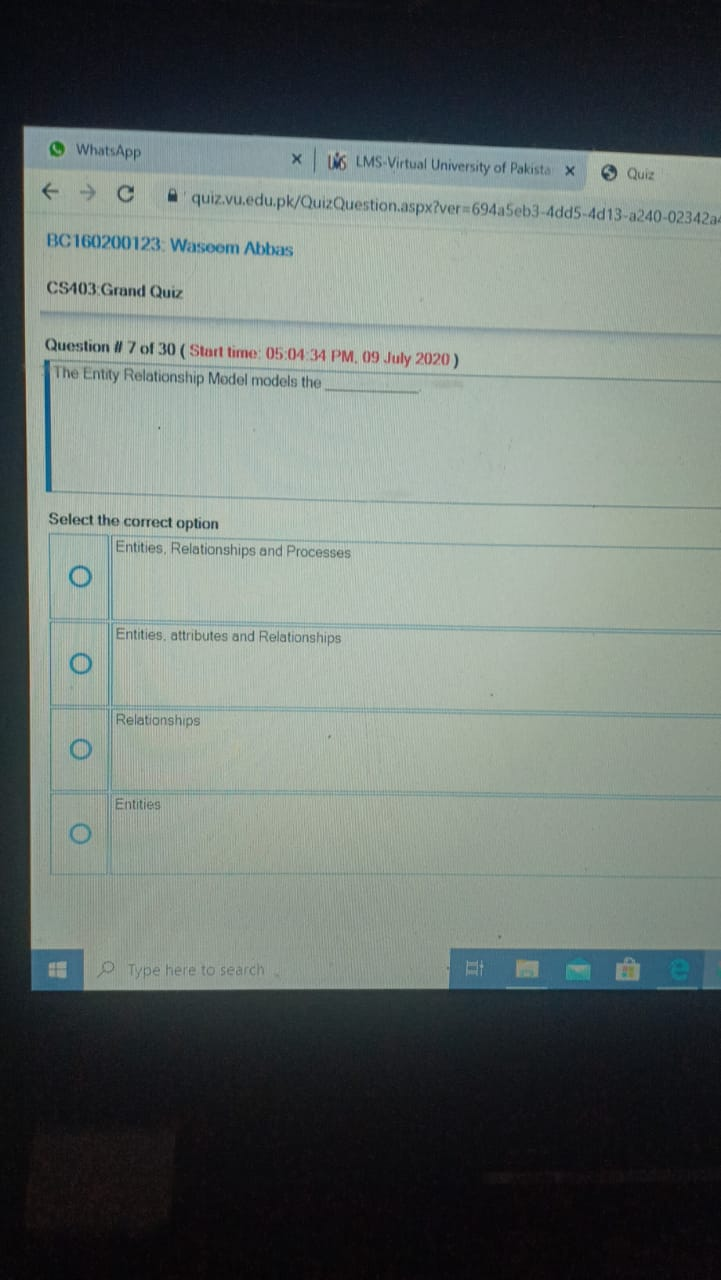 WhatsApp × LMS-Virtual University of Pakista × Quiz
quiz.vu.edu.pk/QuizQuestion.aspx?ver=694a5eb3-4dd5-4d13-a240-02342a
BC160200123: Waseem Abbas
CS403:Grand Quiz
Question # 7 of 30 ( Start time: 05:04:34 PM, 09 July 2020 )
The Entity Relationship Model models the ____________.
Select the correct option
Entities, Relationships and Processes
Entities, attributes and Relationships
Relationships
Entities
Type here to search